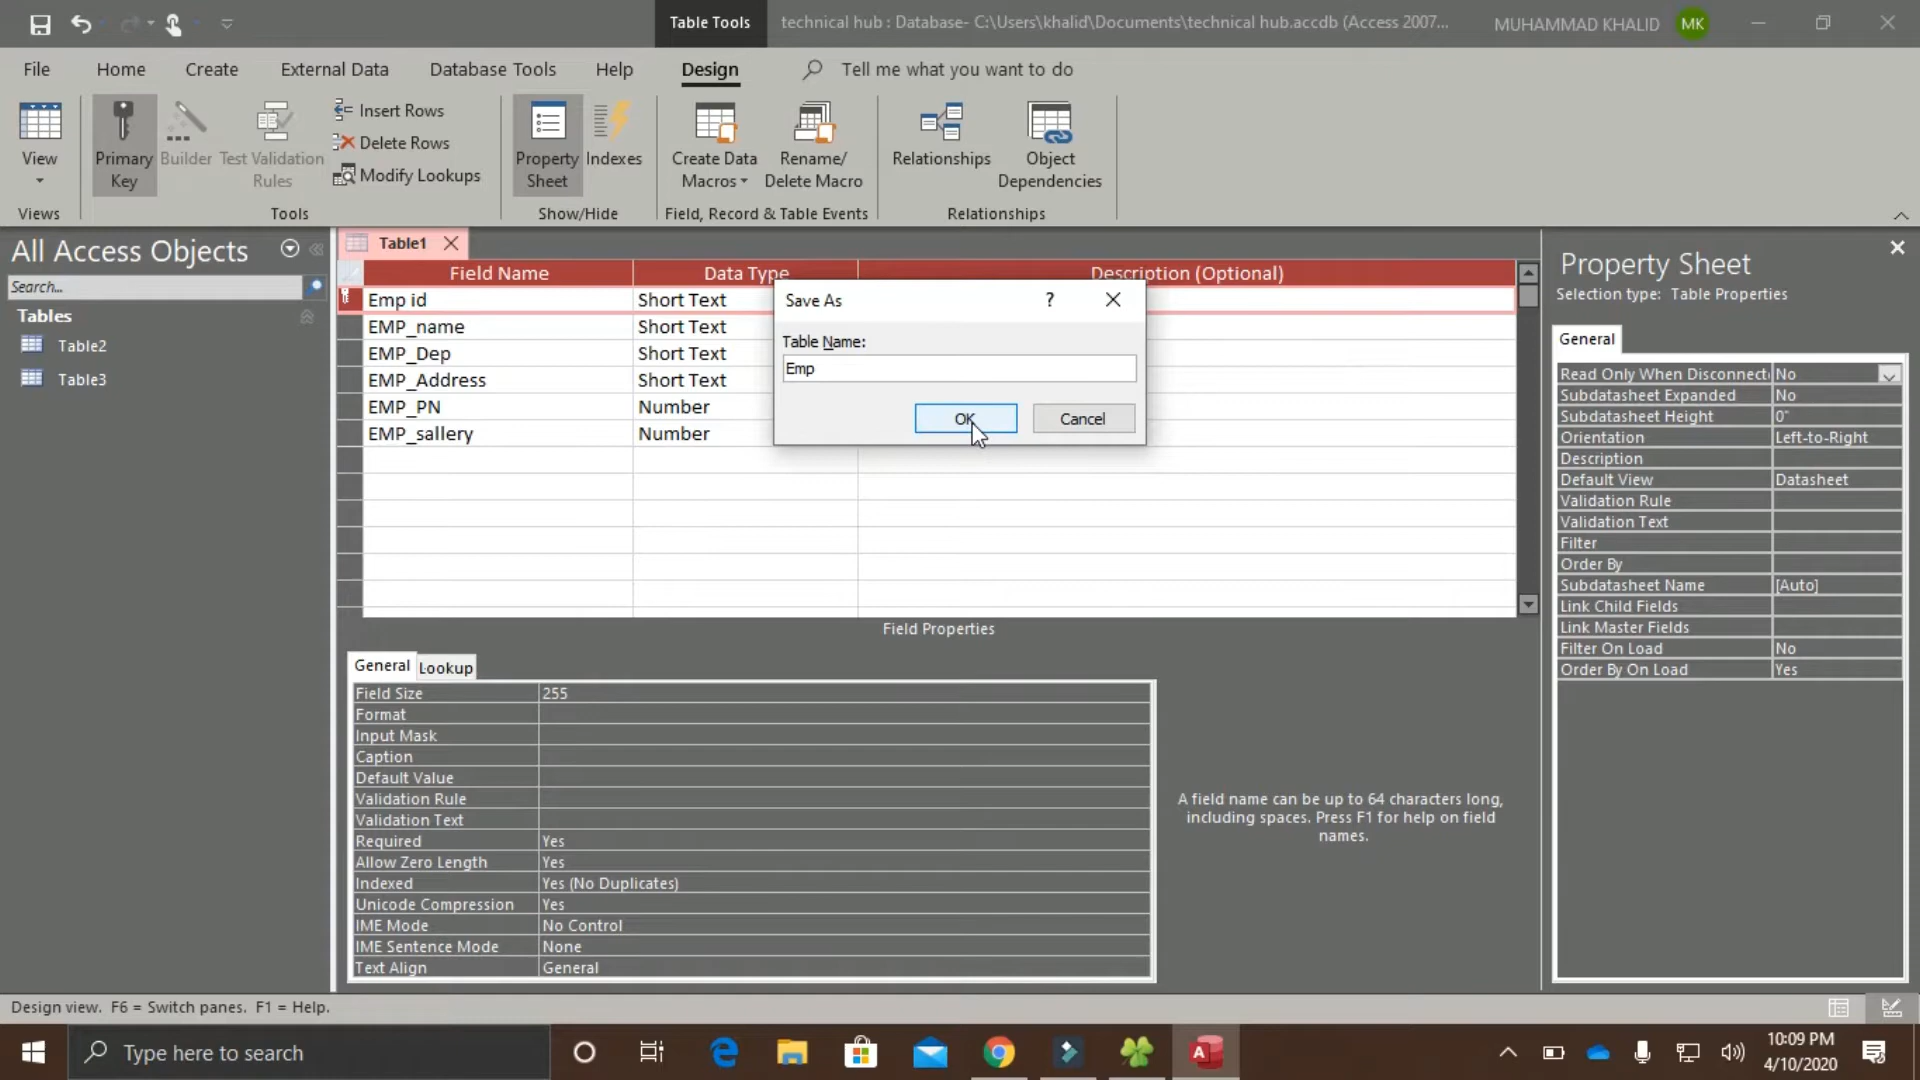 Table Tools
technical hub : Database- C:\Users\khalid\Documents\technical hub.accdb (Access 2007...
MUHAMMAD KHALID
MK
File
Home
Create
External Data
Database Tools
Help
Design
Tell me what you want to do
View
Primary Key
Builder
Test Validation Rules
Insert Rows
Delete Rows
Modify Lookups
Property Sheet
Indexes
Create Data Macros
Rename/ Delete Macro
Relationships
Object Dependencies
Views
Tools
Show/Hide
Field, Record & Table Events
Relationships
All Access Objects
Search...
Tables
Table2
Table3
Table1
Field Name
Data Type
Description (Optional)
Emp id
Short Text
EMP_name
Short Text
EMP_Dep
Short Text
EMP_Address
Short Text
EMP_PN
Number
EMP_sallery
Number
Save As
?
Table Name:
Emp
OK
Cancel
Field Properties
General
Lookup
Field Size 255
Format
Input Mask
Caption
Default Value
Validation Rule
Validation Text
Required Yes
Allow Zero Length Yes
Indexed Yes (No Duplicates)
Unicode Compression Yes
IME Mode No Control
IME Sentence Mode None
Text Align General
A field name can be up to 64 characters long,
including spaces. Press F1 for help on field
names.
Property Sheet
Selection type: Table Properties
General
Read Only When Disconnect No
Subdatasheet Expanded No
Subdatasheet Height 0"
Orientation Left-to-Right
Description
Default View Datasheet
Validation Rule
Validation Text
Filter
Order By
Subdatasheet Name [Auto]
Link Child Fields
Link Master Fields
Filter On Load No
Order By On Load Yes
Design view. F6 = Switch panes. F1 = Help.
Type here to search
10:09 PM
4/10/2020